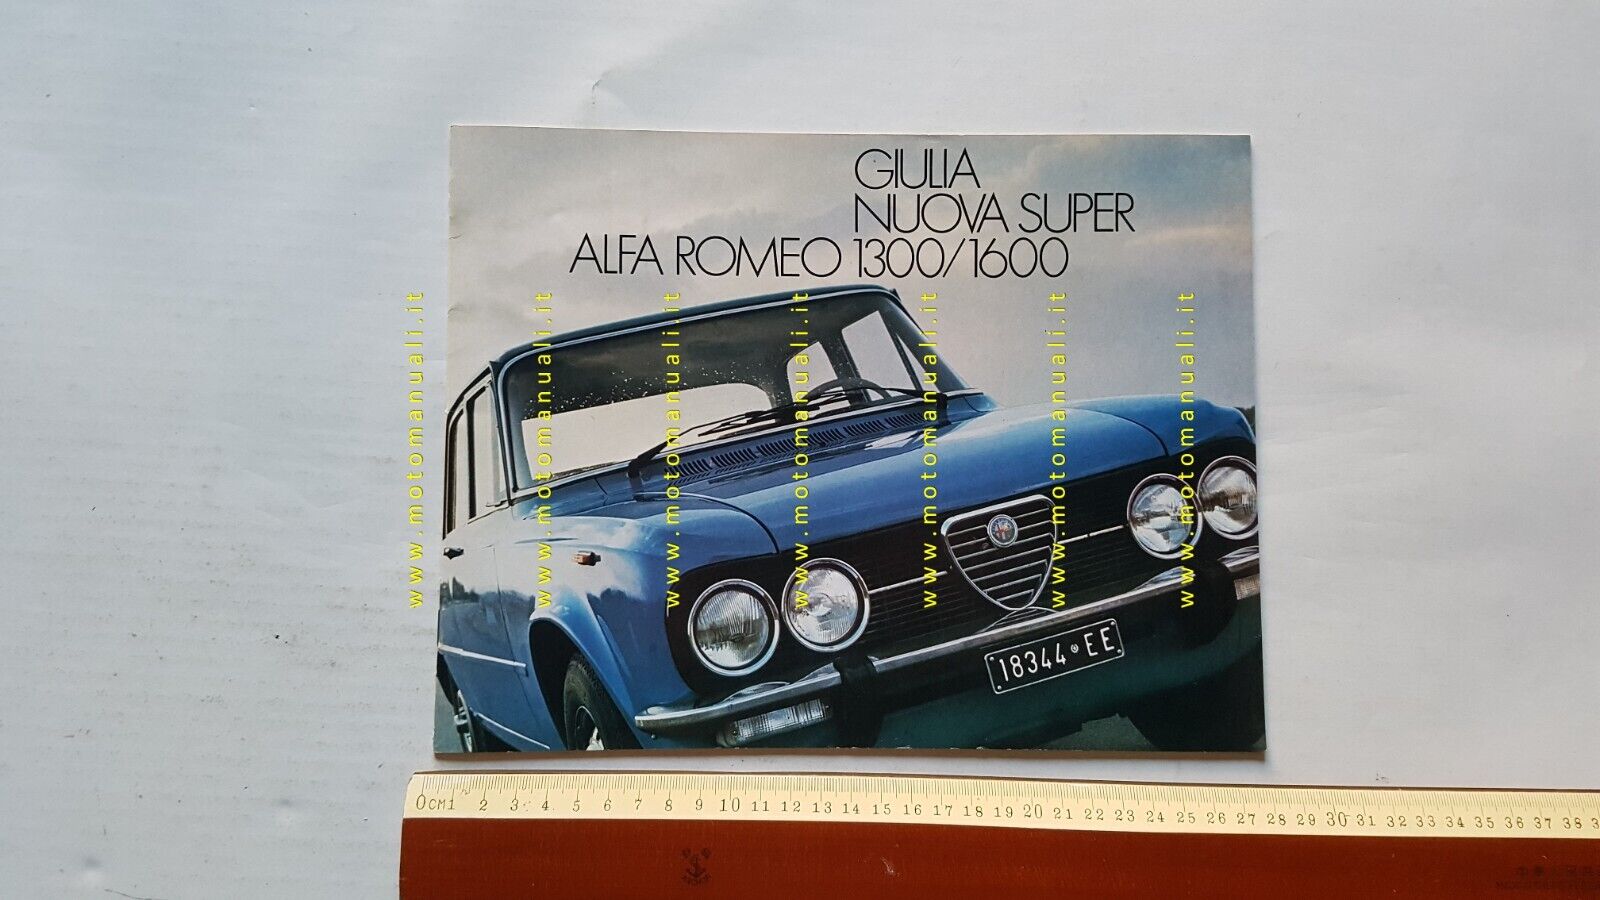 GIULIA
NUOVA SUPER
ALFA ROMEO 1300/1600
www.motomanuali.it
www.motomanuali.it
www.motomanuali.it
www.motomanuali.it
www.motomanuali.it
www.motomanuali.it
www.motomanuali.it
18344 EE
0CM1 2 3 4 5 6 7 8 9 10 11 12 13 14 15 16 17 18 19 20 21 22 23 24 25 26 27 28 29 30 31 32 33 34 35 36 37 38